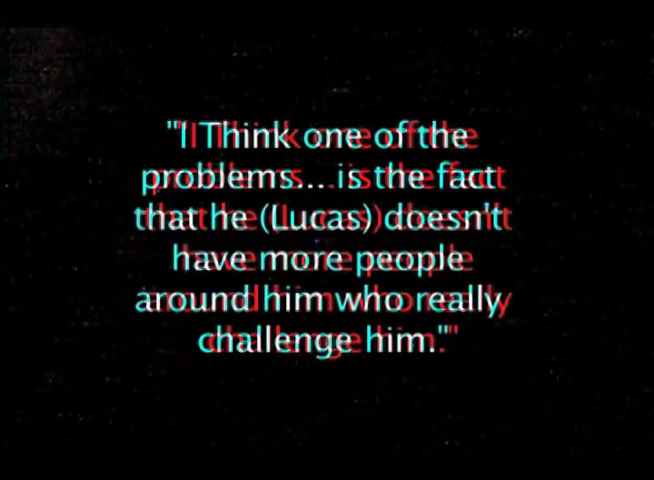 "I Think one of the
problems.... is the fact
that he (Lucas) doesn't
have more people
around him who really
challenge him."